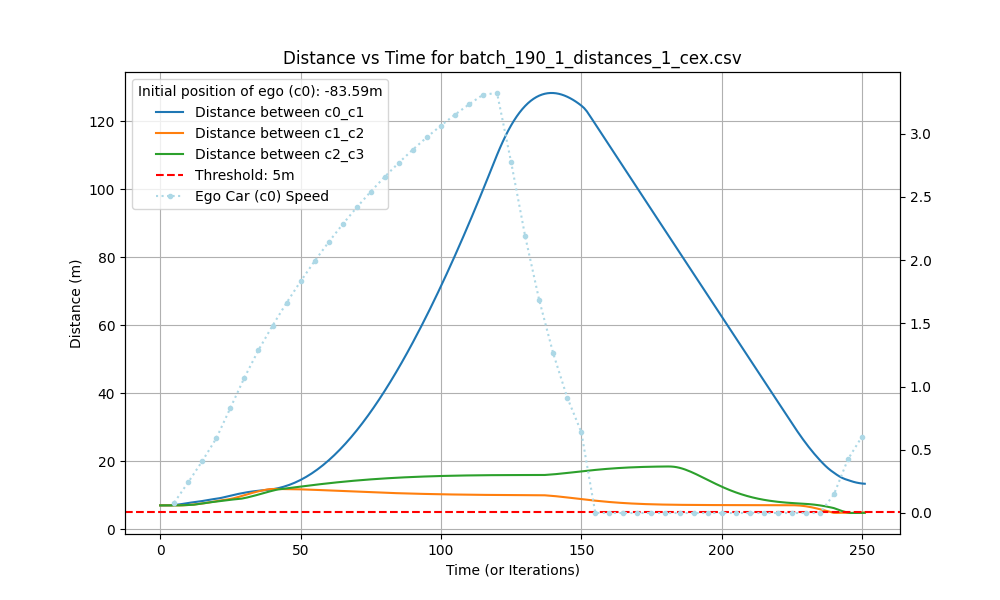 Distance vs Time for batch_190_1_distances_1_cex.csv
Initial position of ego (c0): -83.59m
Distance between c0_c1
Distance between c1_c2
Distance between c2_c3
Threshold: 5m
Ego Car (c0) Speed
Distance (m)
120
100
80
60
40
20
0
3.0
2.5
2.0
1.5
1.0
0.5
0.0
0 50 100 150 200 250
Time (or Iterations)